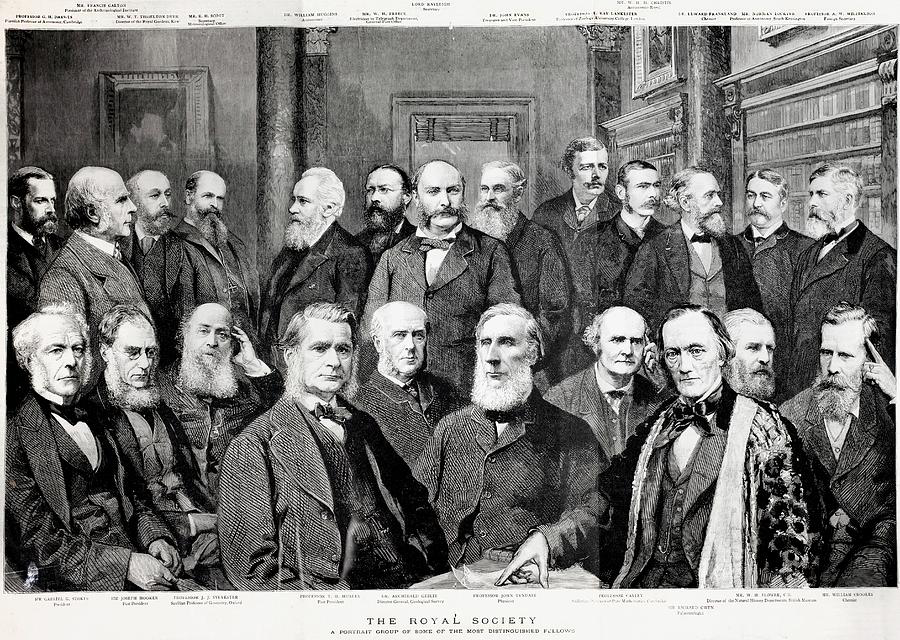 MR. FRANCIS GALTON
President of the Anthropological Institute
PROFESSOR G. H. DARWIN
Plumian Professor of Astronomy, Cambridge
MR. W. T. THISELTON DYER
Director of the Royal Gardens, Kew
MR. R. H. SCOTT
Secretary
Meteorological Office
DR. WILLIAM HUGGINS
Astronomer
MR. W. H. PREECE
Electrician to Telegraph Department,
General Post Office
LORD RAYLEIGH
Secretary
DR. JOHN EVANS
Treasurer and Vice President
PROFESSOR E. RAY LANKESTER
Professor of Zoology, University College, London
MR. W. H. M. CHRISTIE
Astronomer Royal
DR. EDWARD FRANKLAND
Chemist
MR. NORMAN LOCKYER
Professor of Astronomy, South Kensington
PROFESSOR A. W. WILLIAMSON
Foreign Secretary
SIR GABRIEL G. STOKES
President
SIR JOSEPH HOOKER
Past President
PROFESSOR J. J. SYLVESTER
Savilian Professor of Geometry, Oxford
PROFESSOR T. H. HUXLEY
Past President
DR. ARCHIBALD GEIKIE
Director General, Geological Survey
PROFESSOR JOHN TYNDALL
Physicist
PROFESSOR CAYLEY
Professor of Pure Mathematics, Cambridge
SIR RICHARD OWEN
Palæontologist
MR. W. H. FLOWER, C.B.
Director of the Natural History Departments, British Museum
MR. WILLIAM CROOKES
Chemist
THE ROYAL SOCIETY
A PORTRAIT GROUP OF SOME OF THE MOST DISTINGUISHED FELLOWS